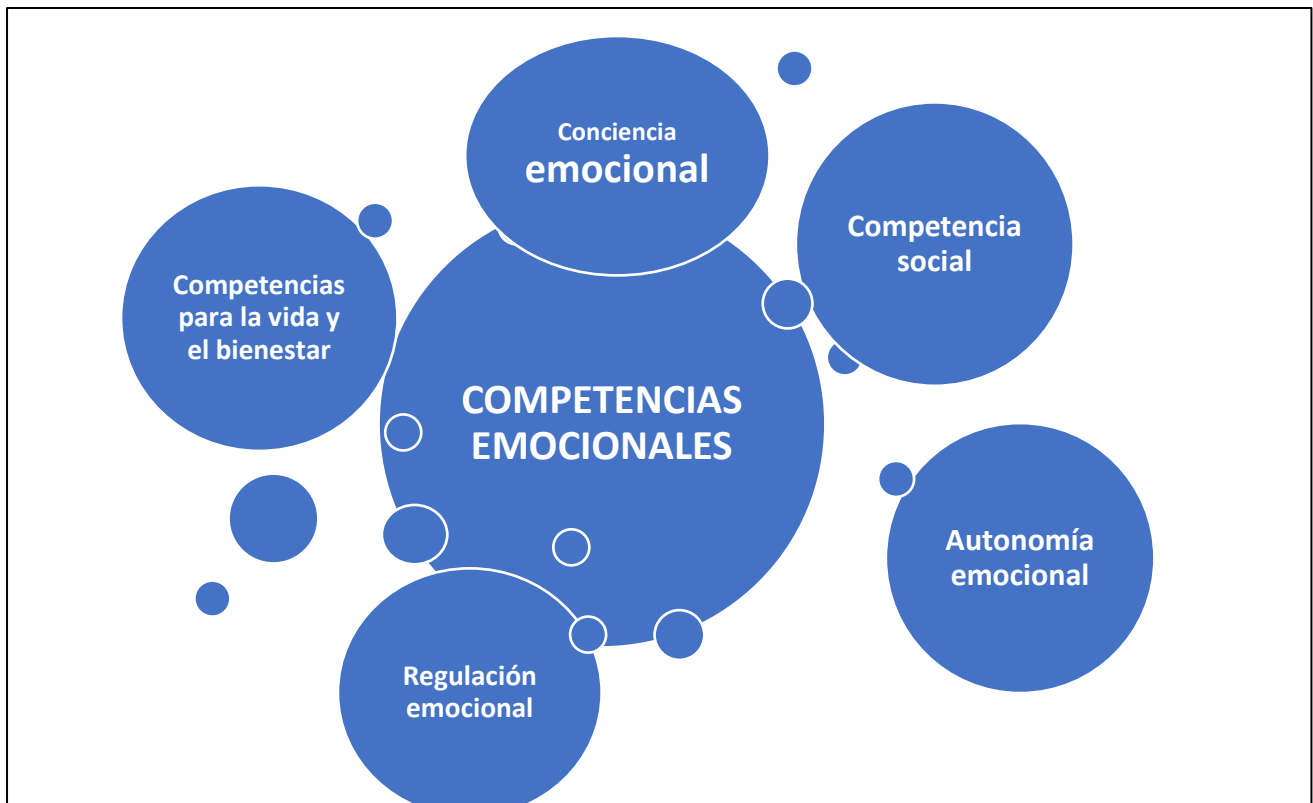 Conciencia
emocional
Competencia
social
Competencias
para la vida y
el bienestar
COMPETENCIAS
EMOCIONALES
Autonomía
emocional
Regulación
emocional